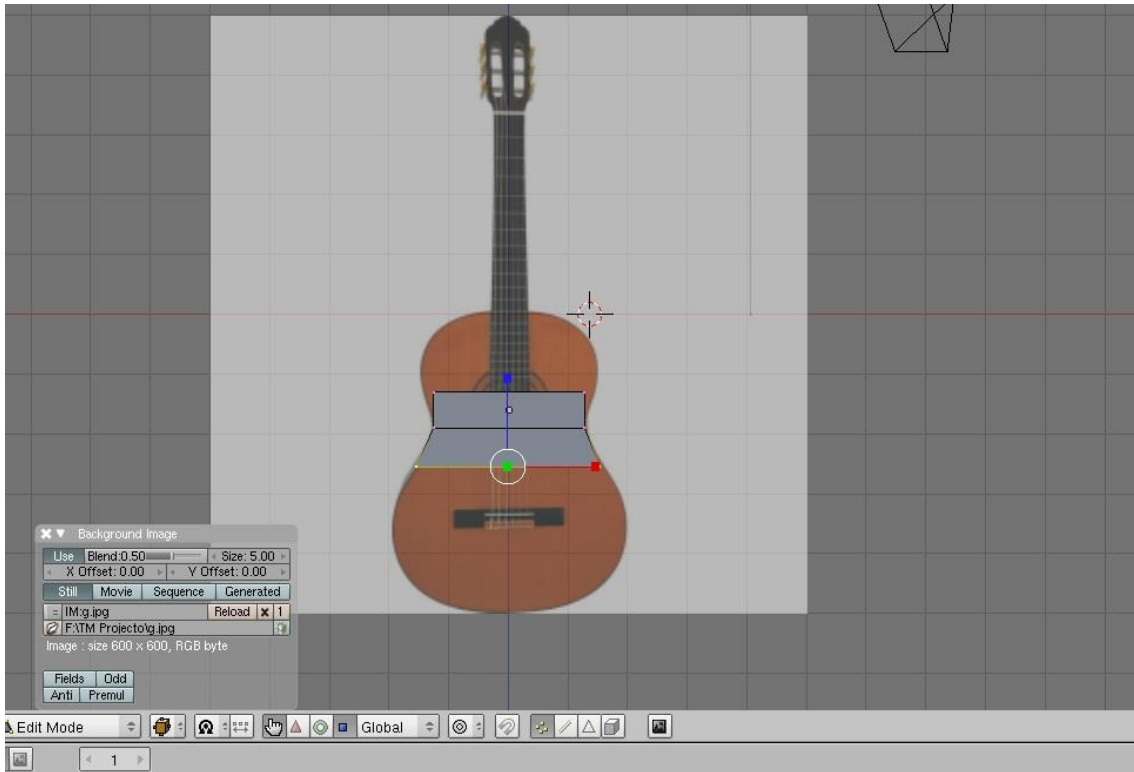 Background Image
Use Blend:0.50 Size: 5.00
X Offset: 0.00 Y Offset: 0.00
Still Movie Sequence Generated
IM:g.jpg Reload X 1
F:\TM Projecto\g.jpg
Image : size 600 x 600, RGB byte
Fields Odd
Anti Premul
Edit Mode Global
1